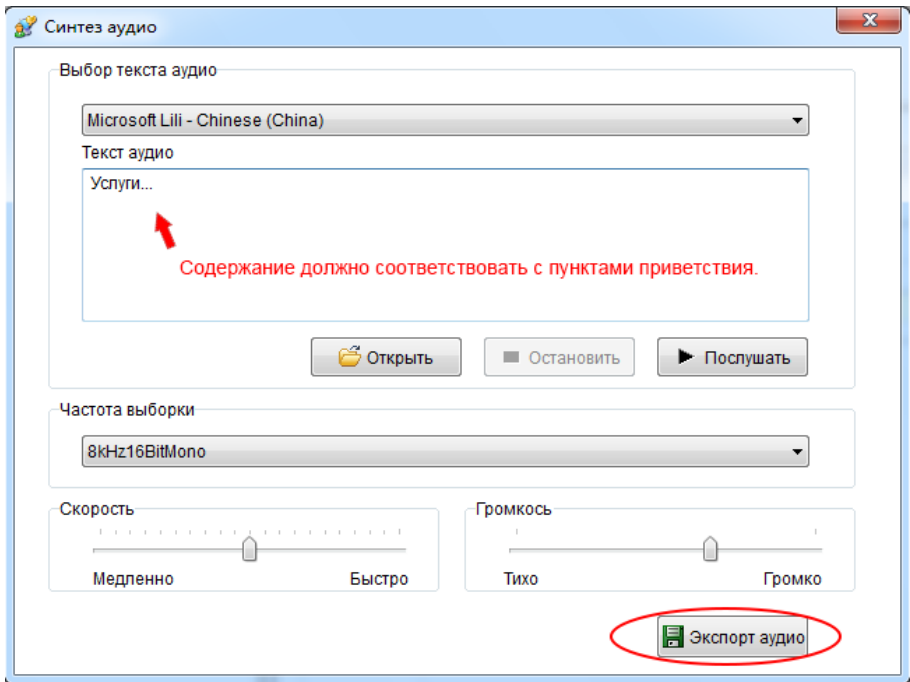 Синтез аудио
Выбор текста аудио
Microsoft Lili - Chinese (China)
Текст аудио
Услуги...
Содержание должно соответствовать с пунктами приветствия.
Открыть
Остановить
Послушать
Частота выборки
8kHz16BitMono
Скорость
Громкось
Медленно
Быстро
Тихо
Громко
Экспорт аудио